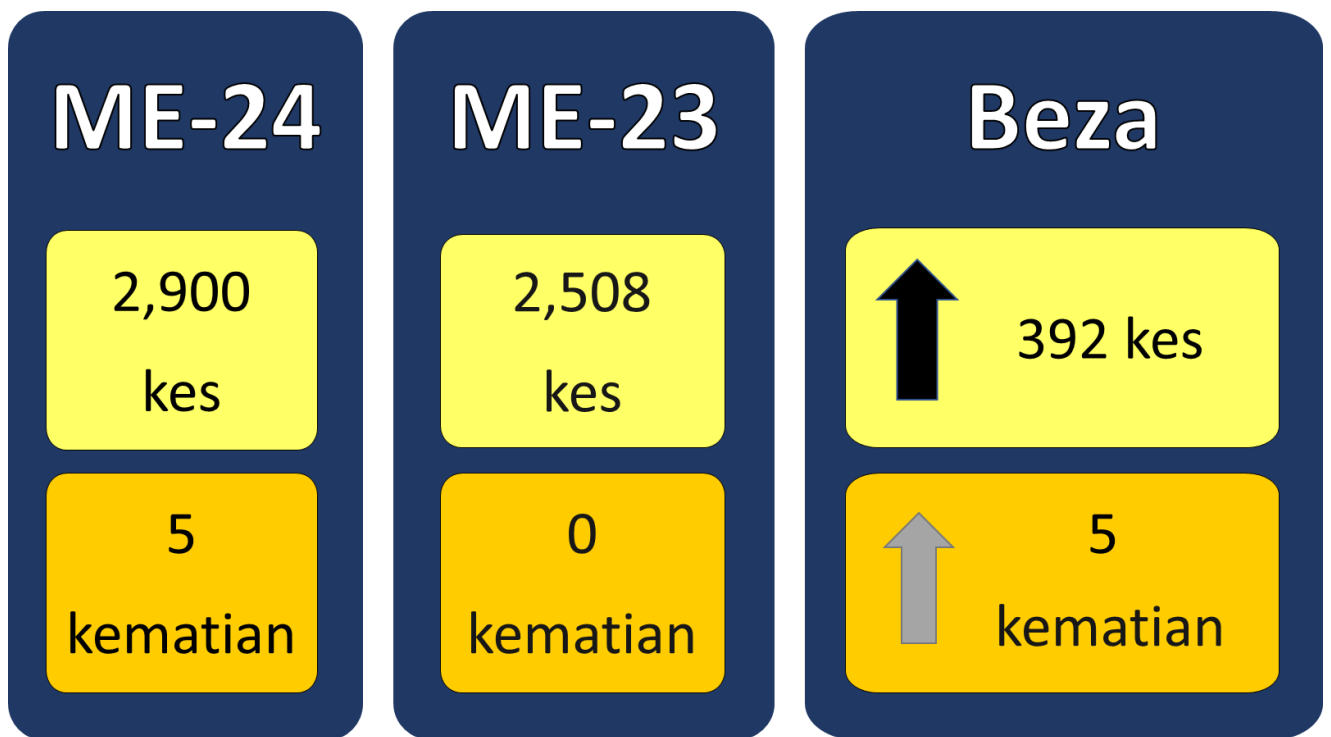 ME-24
2,900
kes
5
kematian
ME-23
2,508
kes
0
kematian
Beza
392 kes
5
kematian